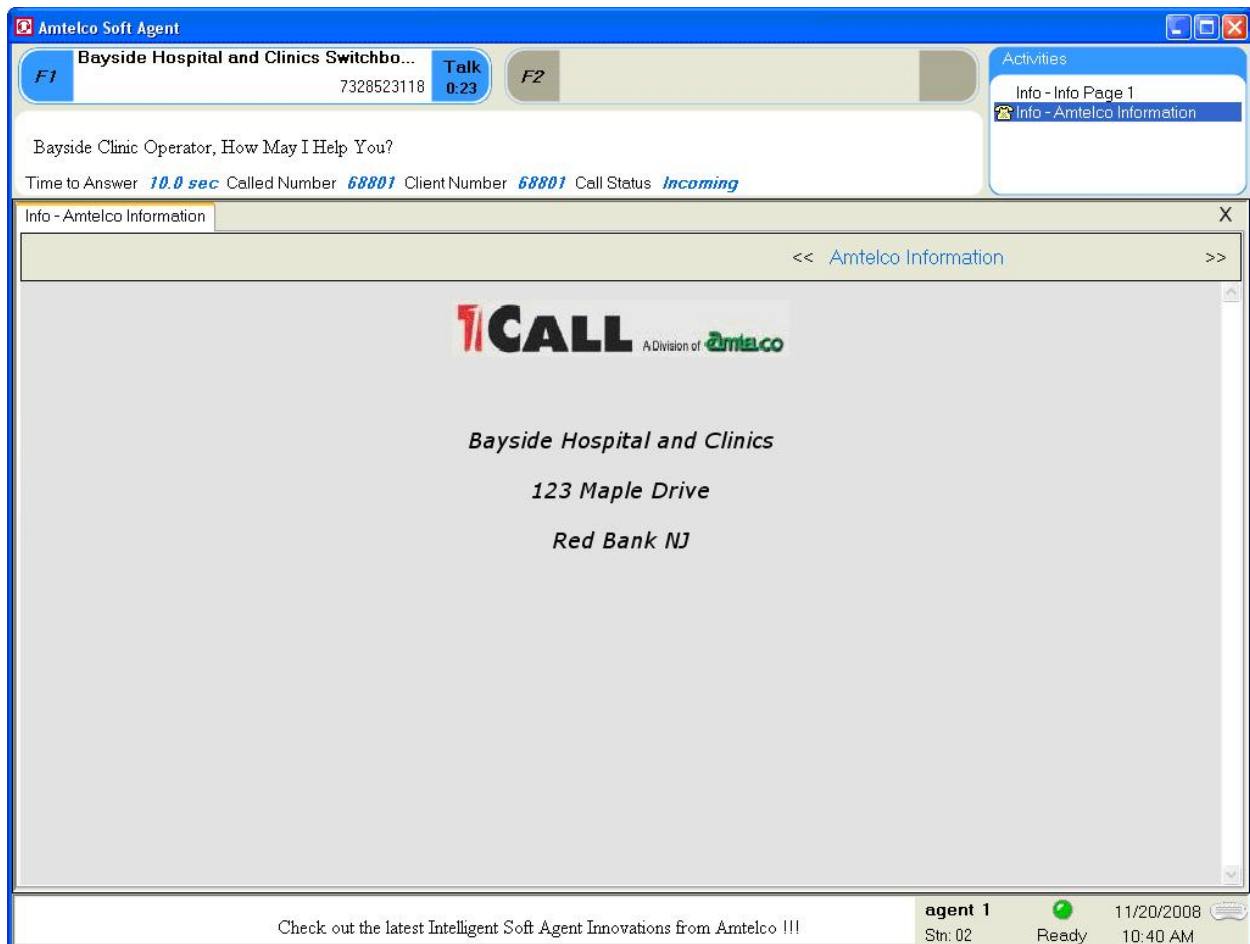 Amtelco Soft Agent
F1
Bayside Hospital and Clinics Switchbo...
7328523118
Talk
0:23
F2
Activities
Info - Info Page 1
Info - Amtelco Information
Bayside Clinic Operator, How May I Help You?
Time to Answer 10.0 sec Called Number 68801 Client Number 68801 Call Status Incoming
Info - Amtelco Information X
<< Amtelco Information >>
1CALL A Division of amtelco
Bayside Hospital and Clinics
123 Maple Drive
Red Bank NJ
Check out the latest Intelligent Soft Agent Innovations from Amtelco !!!
agent 1
Stn: 02
Ready
11/20/2008
10:40 AM